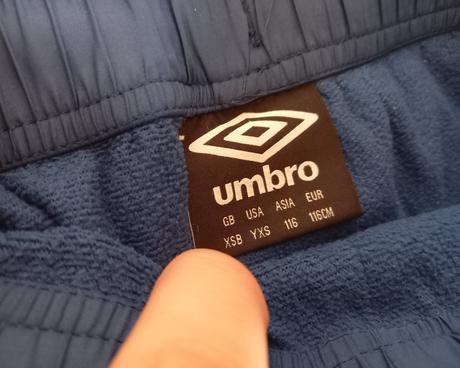 umbro
GB USA ASIA EUR
XSB YXS 116 116CM